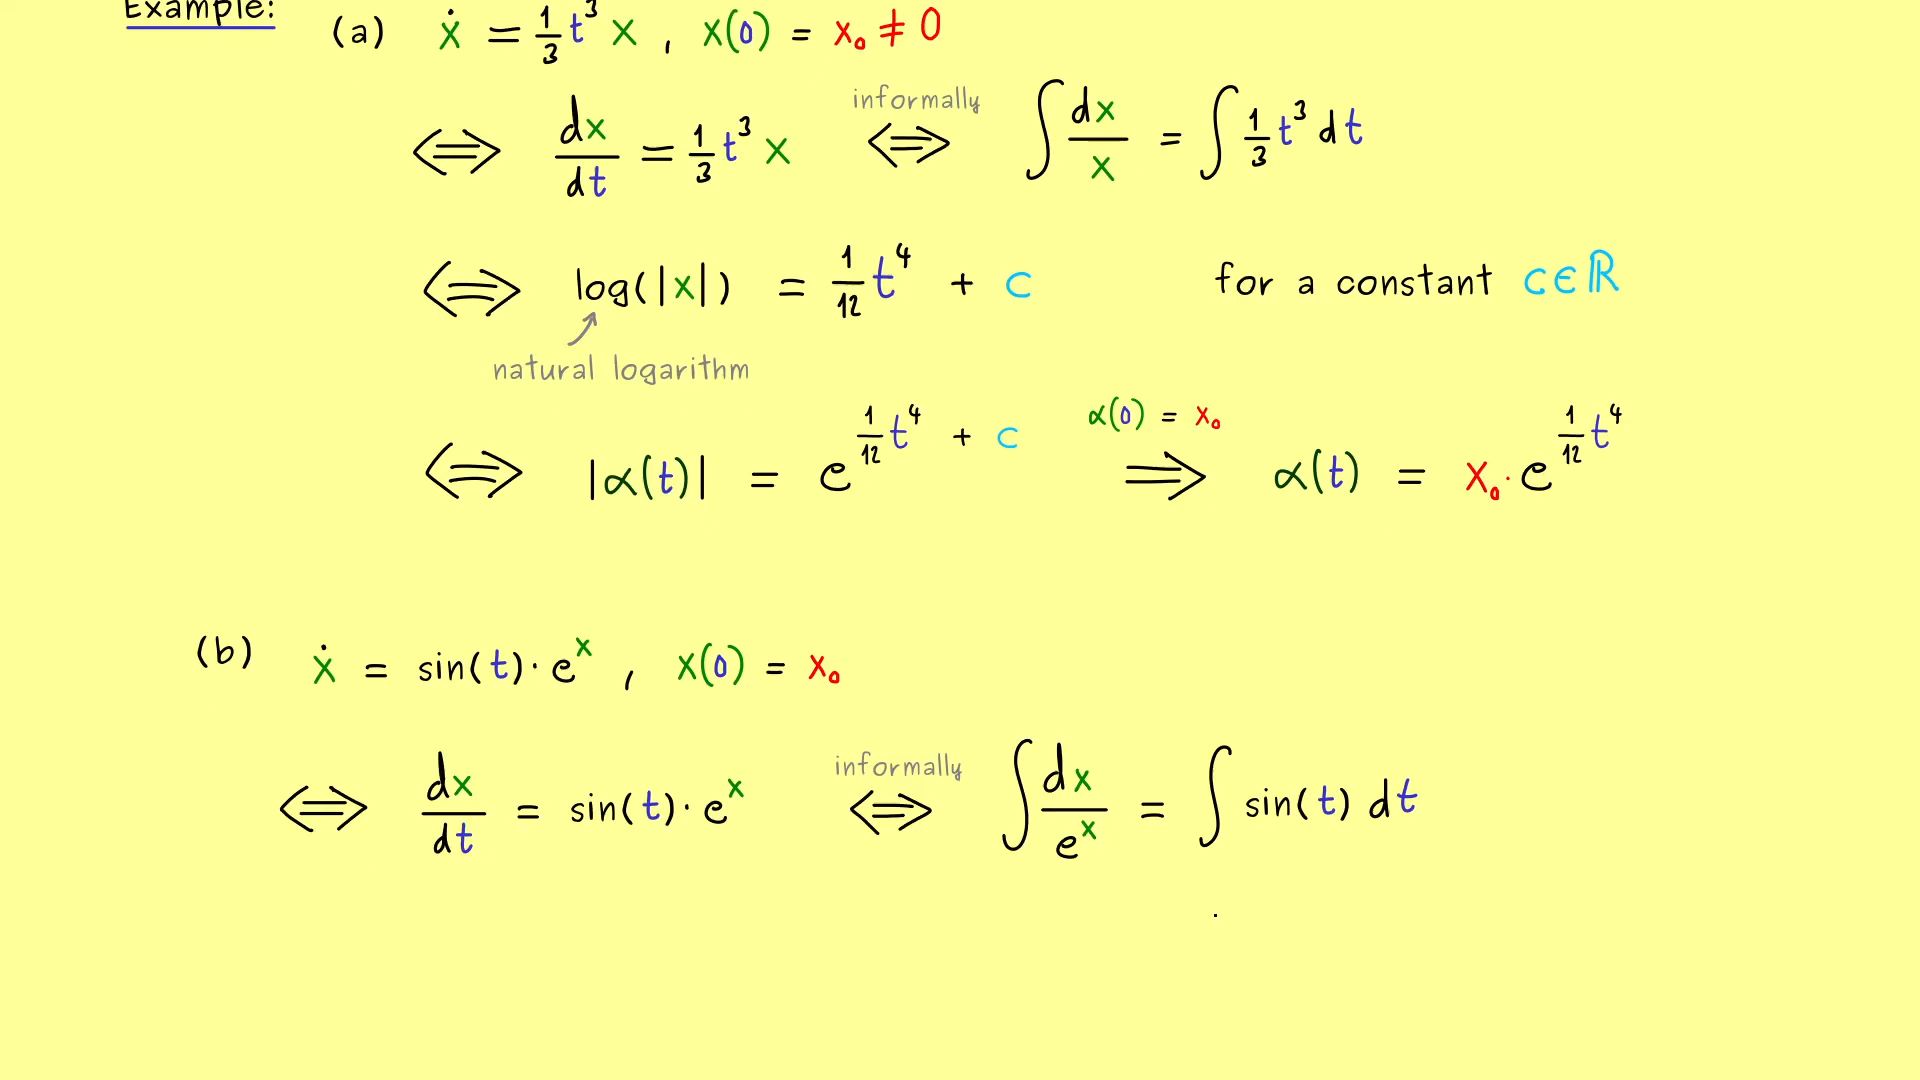 Example: (a) ẋ = 1/3 t³ x , x(0) = x₀ ≠ 0
⟺ dx/dt = 1/3 t³ x informally ⟺ ∫ dx/x = ∫ 1/3 t³ dt
⟺ log(|x|) = 1/12 t⁴ + c for a constant c ∈ ℝ
natural logarithm
⟺ |α(t)| = e^(1/12 t⁴ + c) α(0) = x₀ ⟹ α(t) = x₀ · e^(1/12 t⁴)
(b) ẋ = sin(t) · eˣ , x(0) = x₀
⟺ dx/dt = sin(t) · eˣ informally ⟺ ∫ dx/eˣ = ∫ sin(t) dt